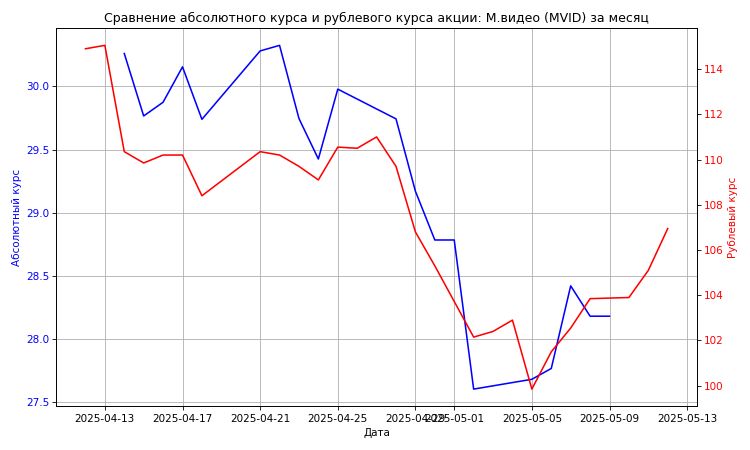 Сравнение абсолютного курса и рублевого курса акции: М.видео (MVID) за месяц
Абсолютный курс
30.0
29.5
29.0
28.5
28.0
27.5
114
112
110
108
106
104
102
100
Рублевый курс
2025-04-13 2025-04-17 2025-04-21 2025-04-25 2025-04-29 2025-05-01 2025-05-05 2025-05-09 2025-05-13
Дата